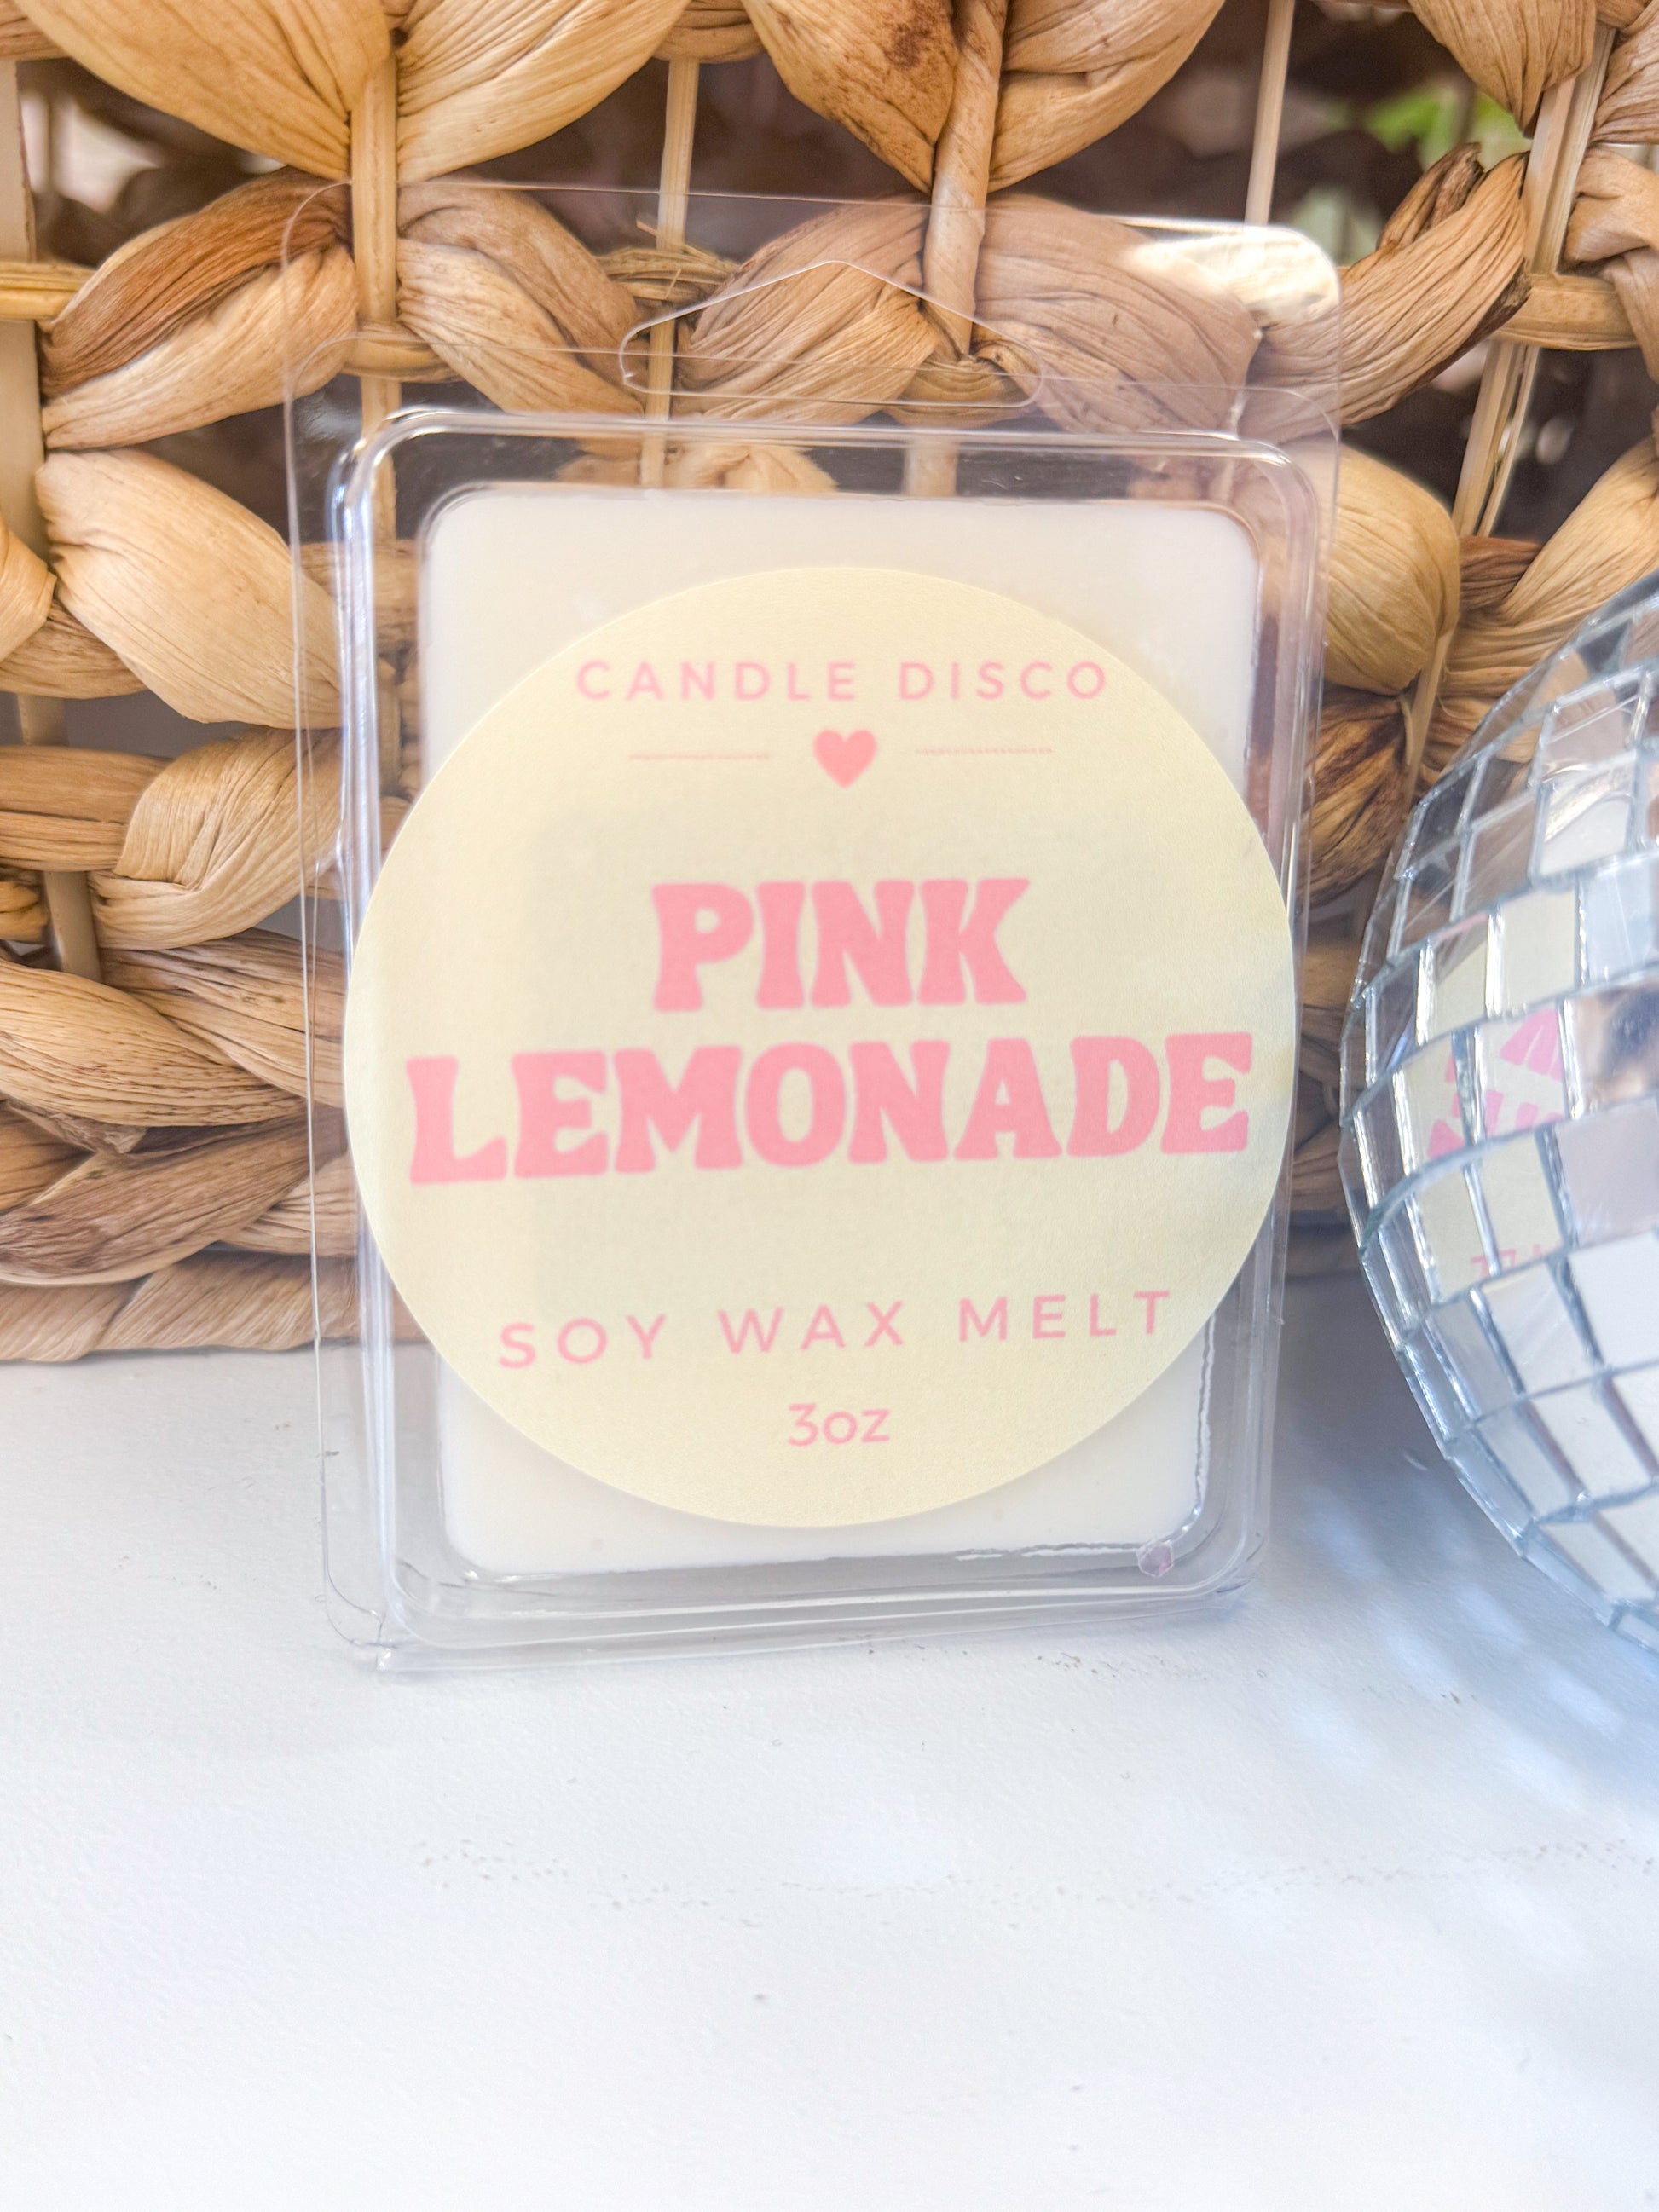 CANDLE DISCO
PINK
LEMONADE
SOY WAX MELT
3oz